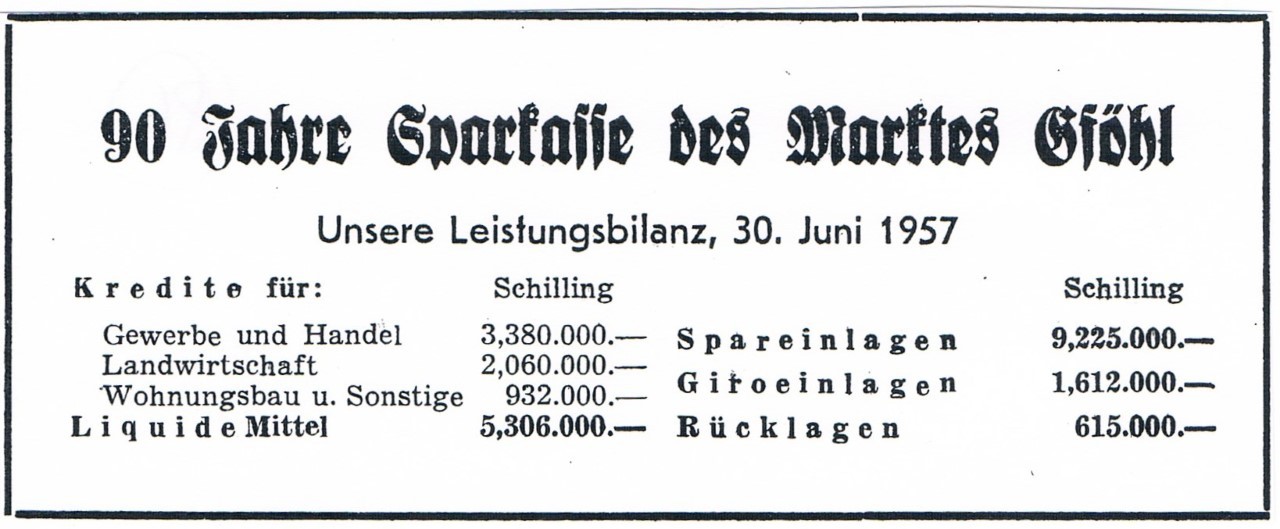 90 Jahre Sparkasse des Marktes Gföhl
Unsere Leistungsbilanz, 30. Juni 1957
Kredite für: Schilling Schilling
Gewerbe und Handel 3,380.000.— Spareinlagen 9,225.000.—
Landwirtschaft 2,060.000.—
Wohnungsbau u. Sonstige 932.000.— Giroeinlagen 1,612.000.—
Liquide Mittel 5,306.000.— Rücklagen 615.000.—